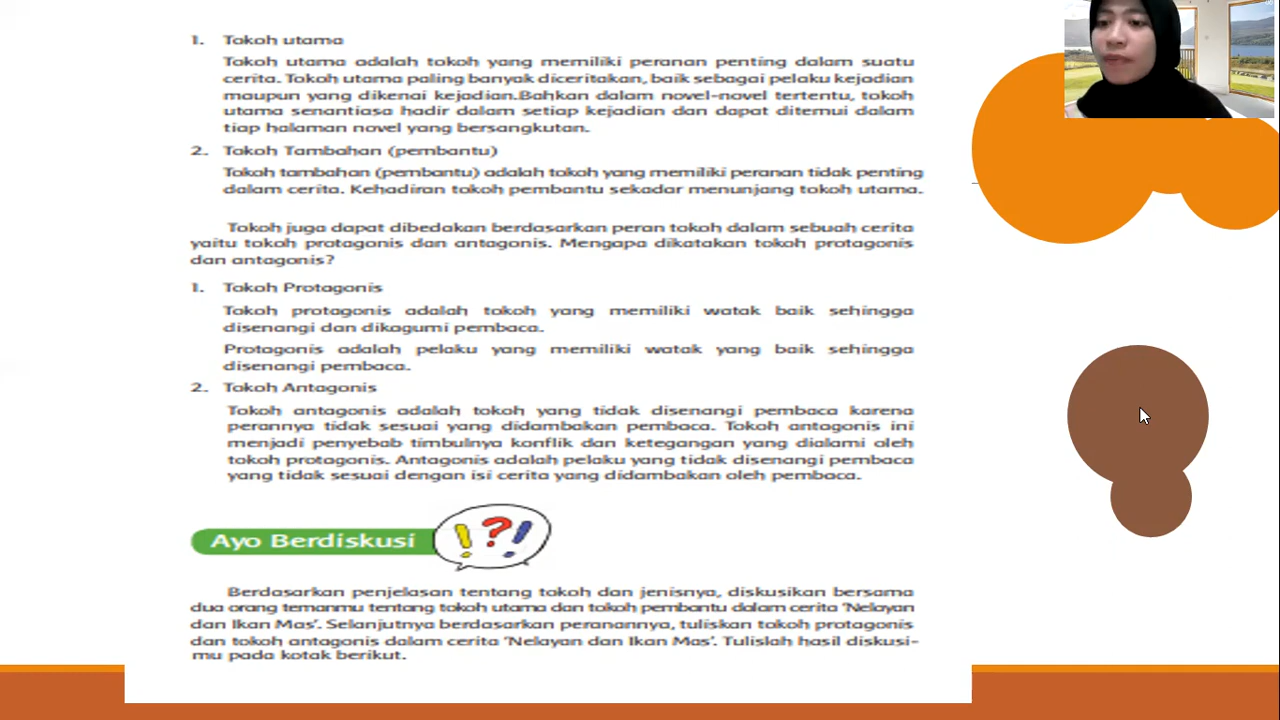 1. Tokoh utama
Tokoh utama adalah tokoh yang memiliki peranan penting dalam suatu
cerita. Tokoh utama paling banyak diceritakan, baik sebagai pelaku kejadian
maupun yang dikenai kejadian.Bahkan dalam novel-novel tertentu, tokoh
utama senantiasa hadir dalam setiap kejadian dan dapat ditemui dalam
tiap halaman novel yang bersangkutan.
2. Tokoh Tambahan (pembantu)
Tokoh tambahan (pembantu) adalah tokoh yang memiliki peranan tidak penting
dalam cerita. Kehadiran tokoh pembantu sekadar menunjang tokoh utama.
Tokoh juga dapat dibedakan berdasarkan peran tokoh dalam sebuah cerita
yaitu tokoh protagonis dan antagonis. Mengapa dikatakan tokoh protagonis
dan antagonis?
1. Tokoh Protagonis
Tokoh protagonis adalah tokoh yang memiliki watak baik sehingga
disenangi dan dikagumi pembaca.
Protagonis adalah pelaku yang memiliki watak yang baik sehingga
disenangi pembaca.
2. Tokoh Antagonis
Tokoh antagonis adalah tokoh yang tidak disenangi pembaca karena
perannya tidak sesuai yang didambakan pembaca. Tokoh antagonis ini
menjadi penyebab timbulnya konflik dan ketegangan yang dialami oleh
tokoh protagonis. Antagonis adalah pelaku yang tidak disenangi pembaca
yang tidak sesuai dengan isi cerita yang didambakan oleh pembaca.
Ayo Berdiskusi !?!
Berdasarkan penjelasan tentang tokoh dan jenisnya, diskusikan bersama
dua orang temanmu tentang tokoh utama dan tokoh pembantu dalam cerita 'Nelayan
dan Ikan Mas'. Selanjutnya berdasarkan peranannya, tuliskan tokoh protagonis
dan tokoh antagonis dalam cerita 'Nelayan dan Ikan Mas'. Tulislah hasil diskusi-
mu pada kotak berikut.